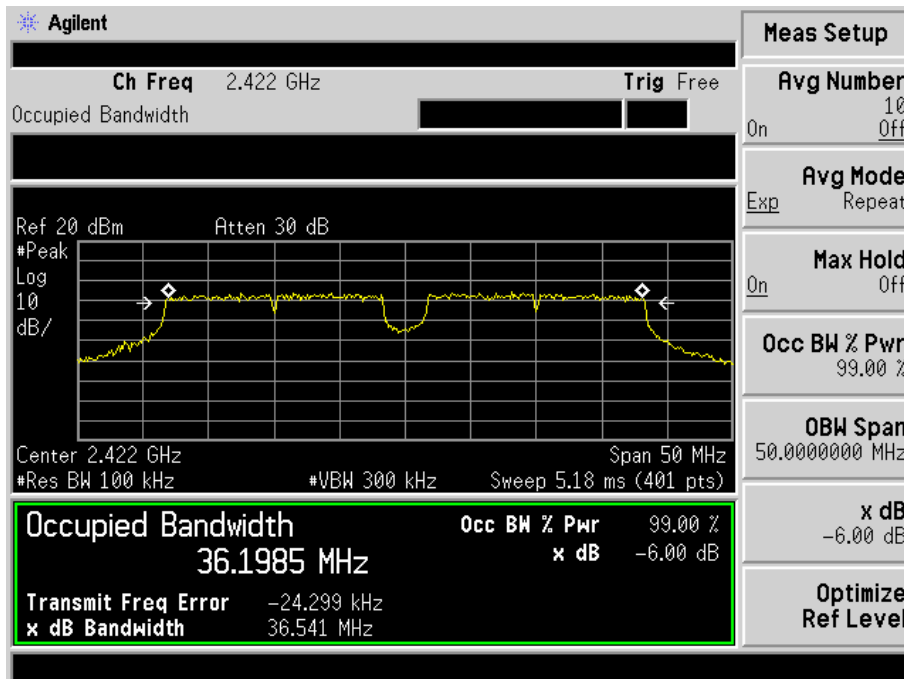 Agilent
Ch Freq 2.422 GHz Trig Free
Occupied Bandwidth
Ref 20 dBm Atten 30 dB
#Peak
Log
10
dB/
Center 2.422 GHz Span 50 MHz
#Res BW 100 kHz #VBW 300 kHz Sweep 5.18 ms (401 pts)
Occupied Bandwidth
36.1985 MHz
Occ BW % Pwr 99.00 %
x dB -6.00 dB
Transmit Freq Error -24.299 kHz
x dB Bandwidth 36.541 MHz
Meas Setup
Avg Number
10
On Off
Avg Mode
Exp Repeat
Max Hold
On Off
Occ BW % Pwr
99.00 %
OBW Span
50.0000000 MHz
x dB
-6.00 dB
Optimize
Ref Level